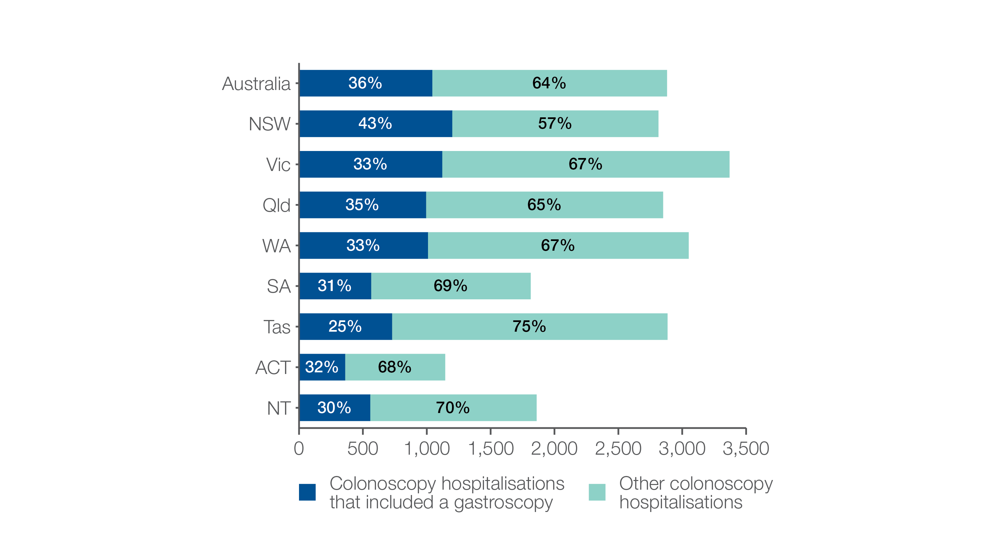 Australia 36% 64%
NSW 43% 57%
Vic 33% 67%
Qld 35% 65%
WA 33% 67%
SA 31% 69%
Tas 25% 75%
ACT 32% 68%
NT 30% 70%
0 500 1,000 1,500 2,000 2,500 3,000 3,500
Colonoscopy hospitalisations
that included a gastroscopy
Other colonoscopy
hospitalisations